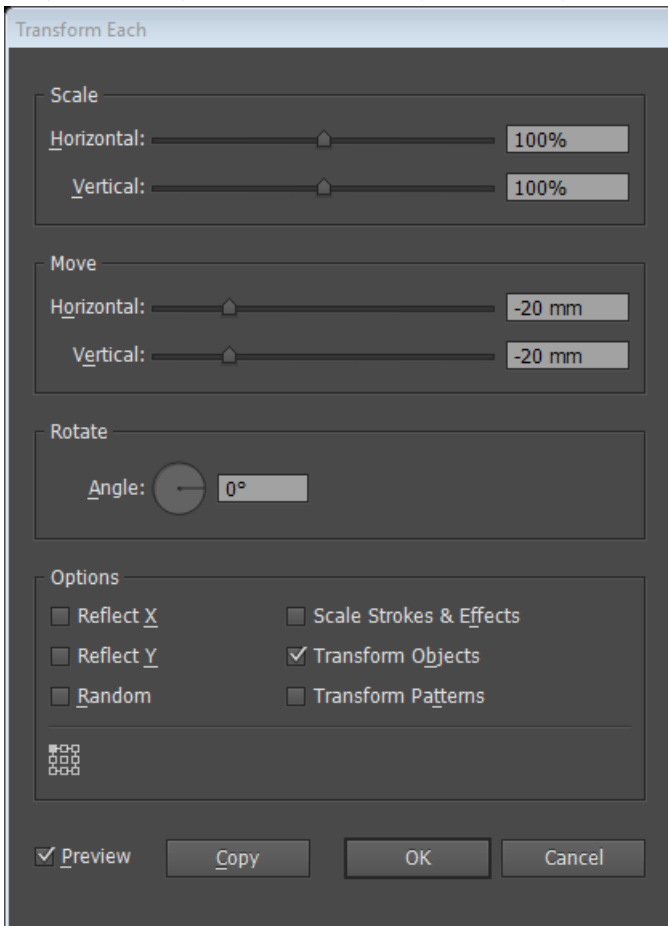 Transform Each
Scale
Horizontal: 100%
Vertical: 100%
Move
Horizontal: -20 mm
Vertical: -20 mm
Rotate
Angle: 0°
Options
Reflect X Scale Strokes & Effects
Reflect Y Transform Objects
Random Transform Patterns
Preview Copy OK Cancel